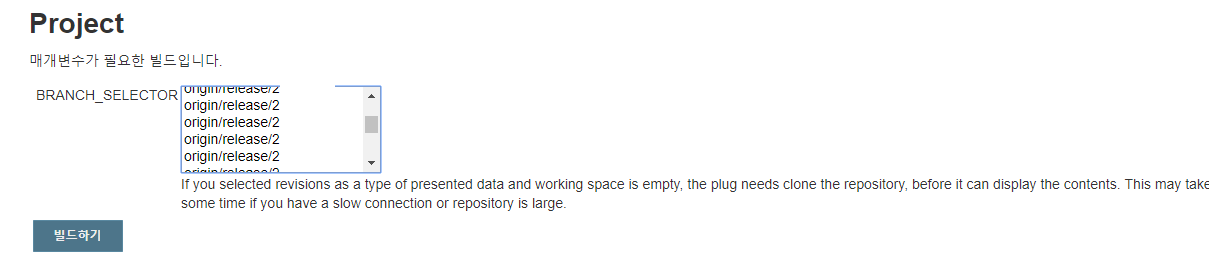 Project
매개변수가 필요한 빌드입니다.
BRANCH_SELECTOR
origin/release/2
origin/release/2
origin/release/2
origin/release/2
origin/release/2
origin/release/2
If you selected revisions as a type of presented data and working space is empty, the plug needs clone the repository, before it can display the contents. This may take
some time if you have a slow connection or repository is large.
빌드하기